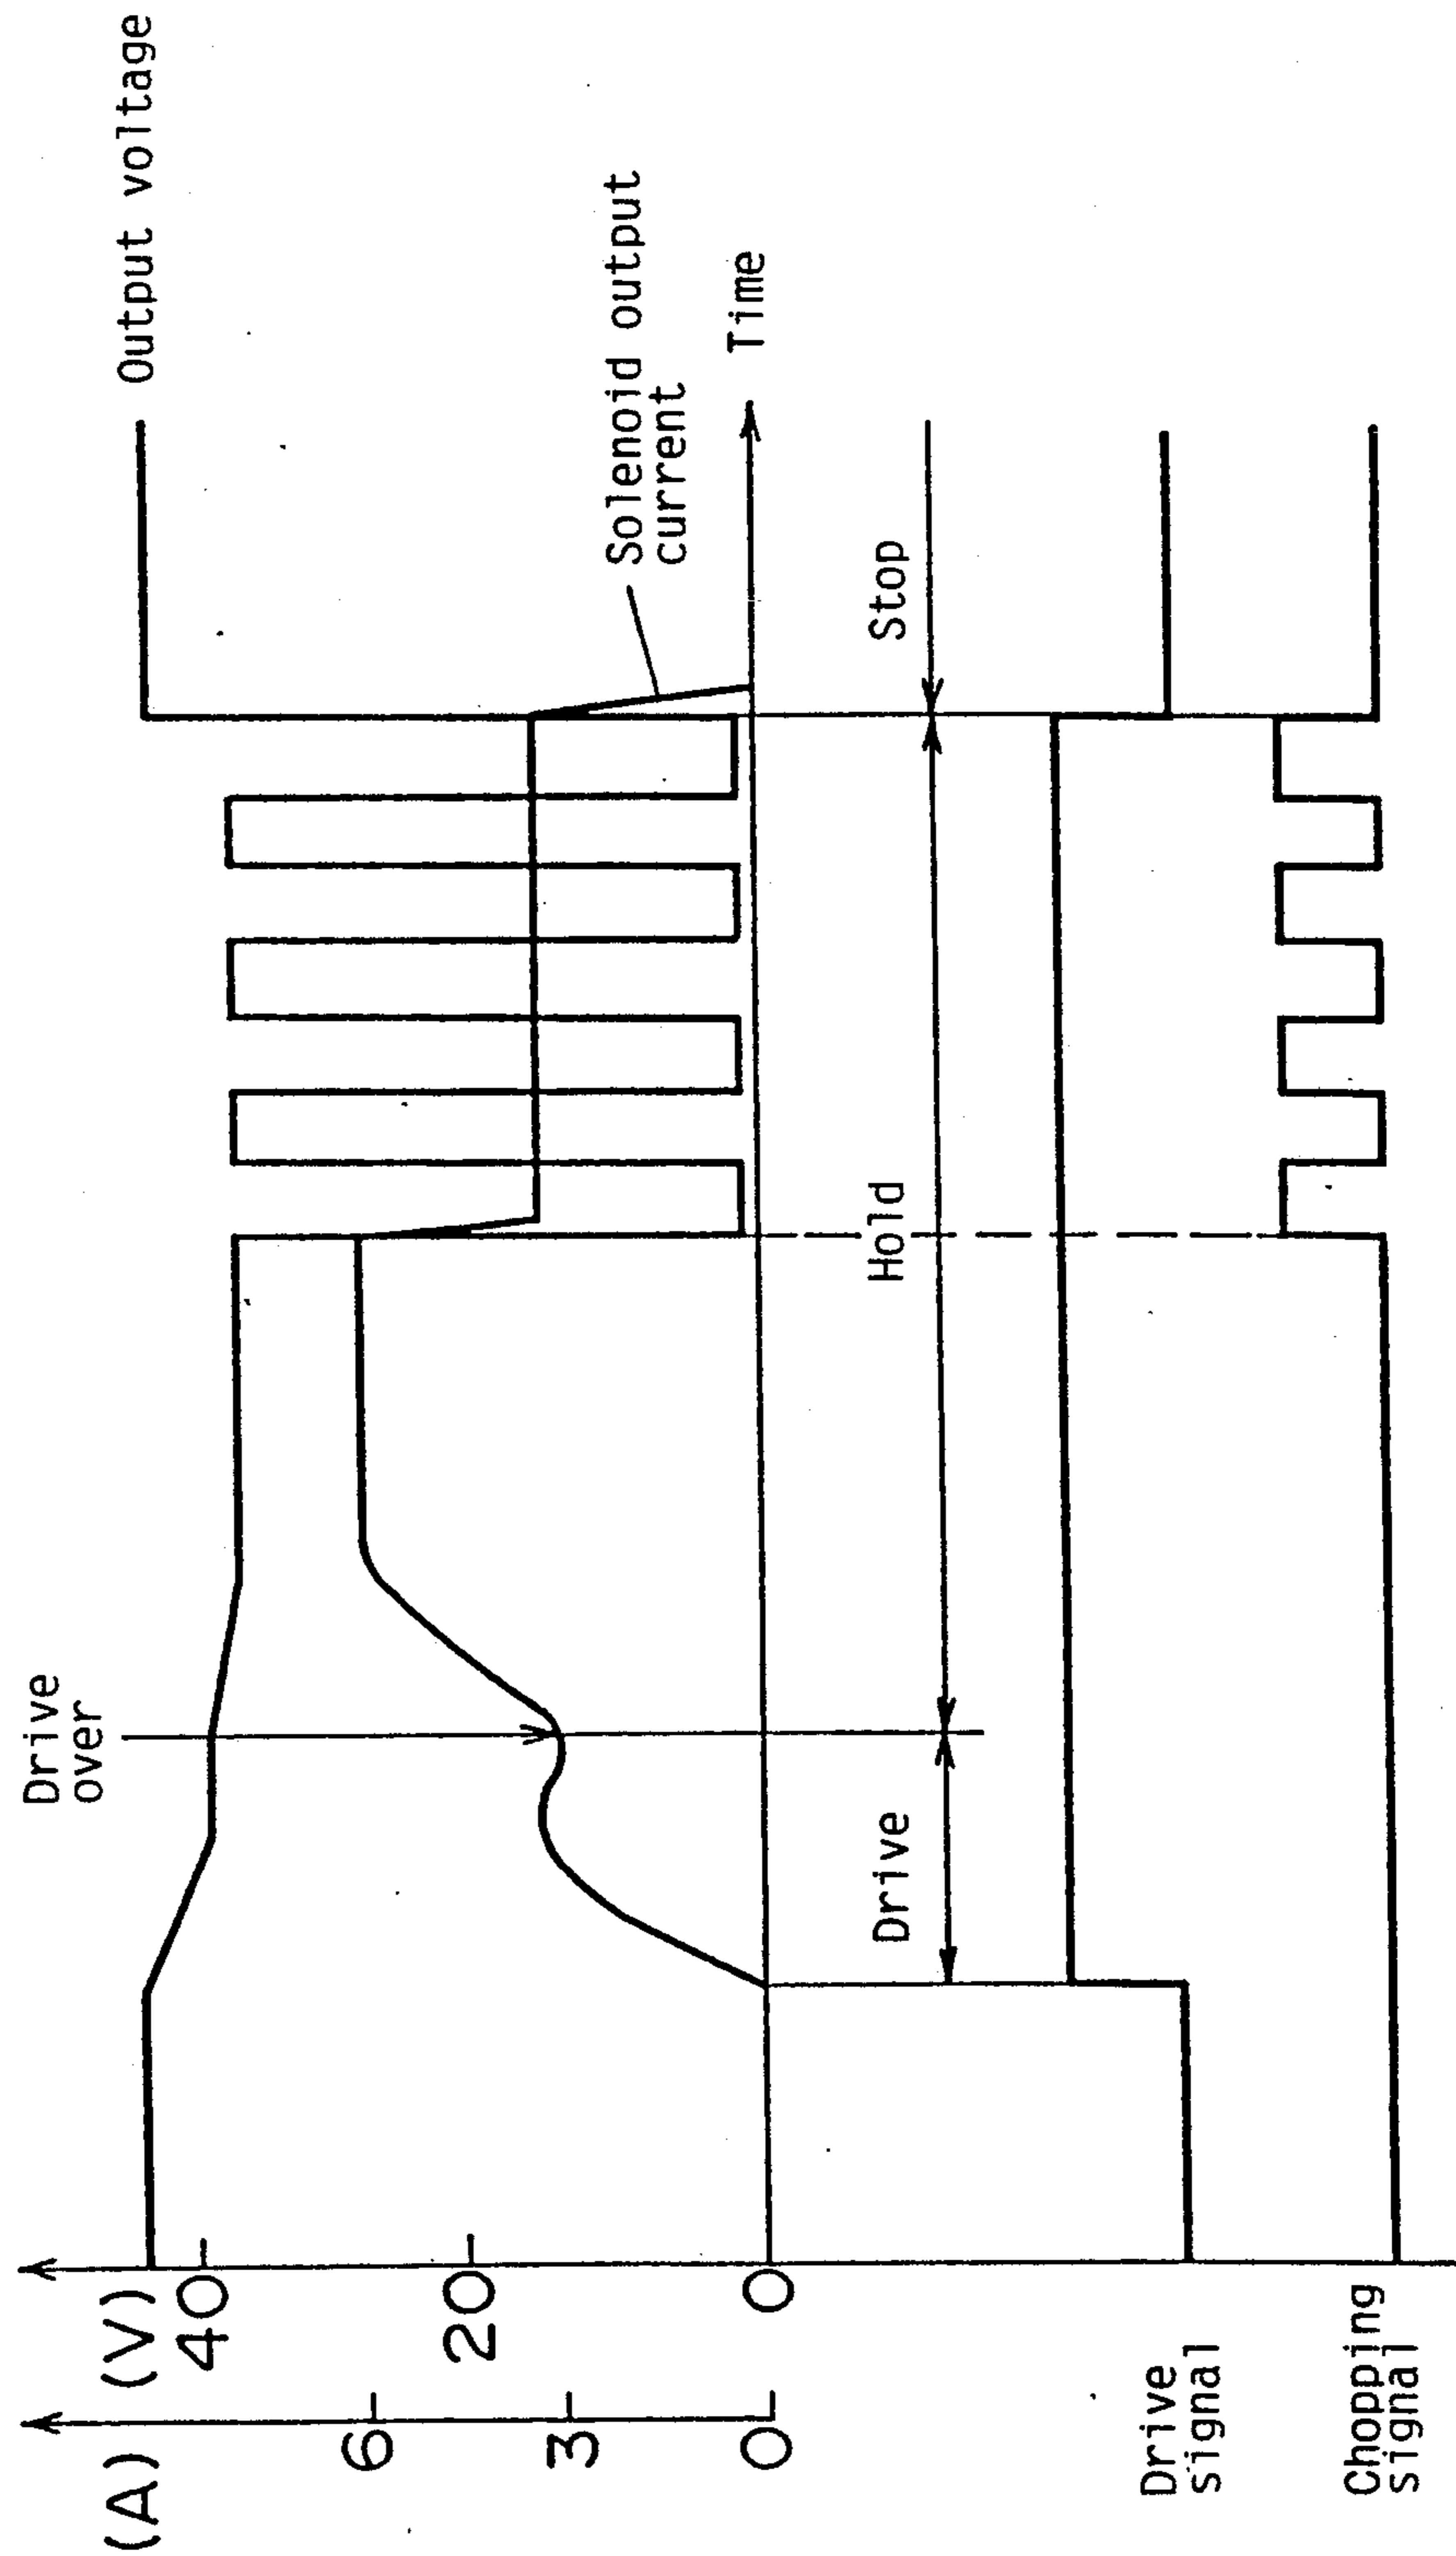 Drive
over
Output voltage
(A) (V)
40
6
20
3
0 0
Solenoid output
current
Time
Drive
Hold
Stop
Drive
signal
Chopping
signal